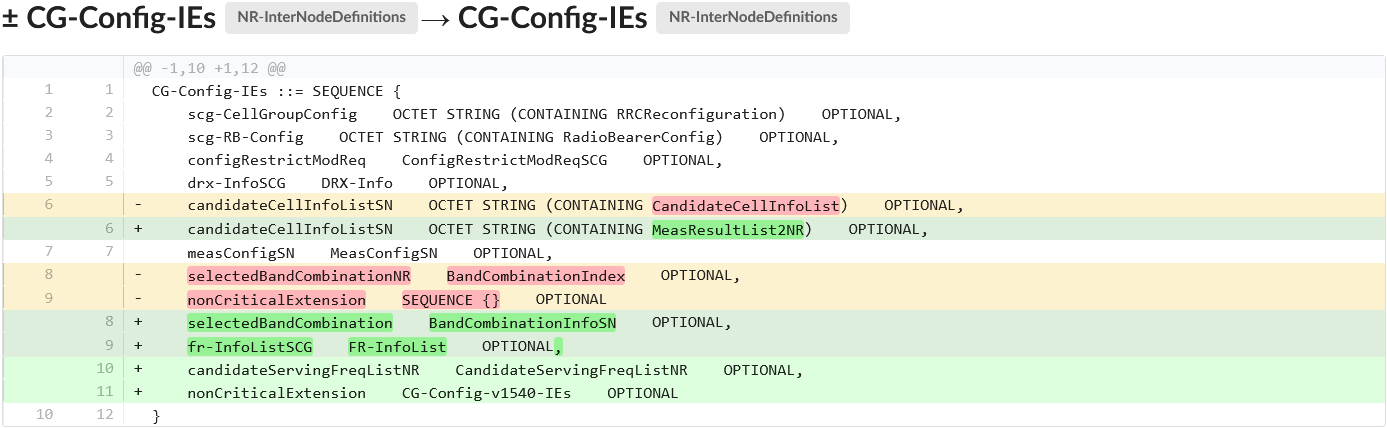 ± CG-Config-IEs NR-InterNodeDefinitions → CG-Config-IEs NR-InterNodeDefinitions
@@ -1,10 +1,12 @@
1 1 CG-Config-IEs ::= SEQUENCE {
2 2 scg-CellGroupConfig OCTET STRING (CONTAINING RRCReconfiguration) OPTIONAL,
3 3 scg-RB-Config OCTET STRING (CONTAINING RadioBearerConfig) OPTIONAL,
4 4 configRestrictModReq ConfigRestrictModReqSCG OPTIONAL,
5 5 drx-InfoSCG DRX-Info OPTIONAL,
6 - candidateCellInfoListSN OCTET STRING (CONTAINING CandidateCellInfoList) OPTIONAL,
6 + candidateCellInfoListSN OCTET STRING (CONTAINING MeasResultList2NR) OPTIONAL,
7 7 measConfigSN MeasConfigSN OPTIONAL,
8 - selectedBandCombinationNR BandCombinationIndex OPTIONAL,
9 - nonCriticalExtension SEQUENCE {} OPTIONAL
8 + selectedBandCombination BandCombinationInfoSN OPTIONAL,
9 + fr-InfoListSCG FR-InfoList OPTIONAL,
10 + candidateServingFreqListNR CandidateServingFreqListNR OPTIONAL,
11 + nonCriticalExtension CG-Config-v1540-IEs OPTIONAL
10 12 }